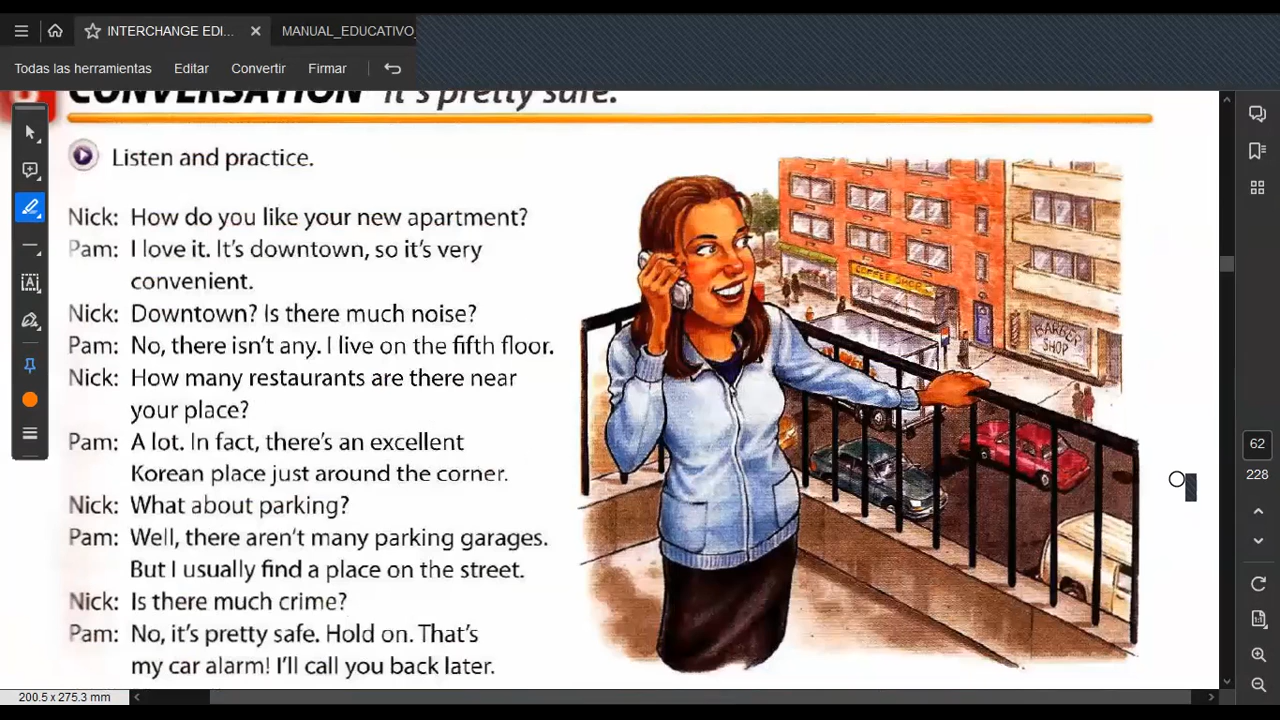 INTERCHANGE EDI...
MANUAL_EDUCATIVO_
Todas las herramientas
Editar
Convertir
Firmar
CONVERSATION It's pretty safe.
Listen and practice.
Nick: How do you like your new apartment?
Pam: I love it. It's downtown, so it's very
convenient.
Nick: Downtown? Is there much noise?
Pam: No, there isn't any. I live on the fifth floor.
Nick: How many restaurants are there near
your place?
Pam: A lot. In fact, there's an excellent
Korean place just around the corner.
Nick: What about parking?
Pam: Well, there aren't many parking garages.
But I usually find a place on the street.
Nick: Is there much crime?
Pam: No, it's pretty safe. Hold on. That's
my car alarm! I'll call you back later.
COFFEE SHOP
BARBER
SHOP
62
228
200.5 x 275.3 mm